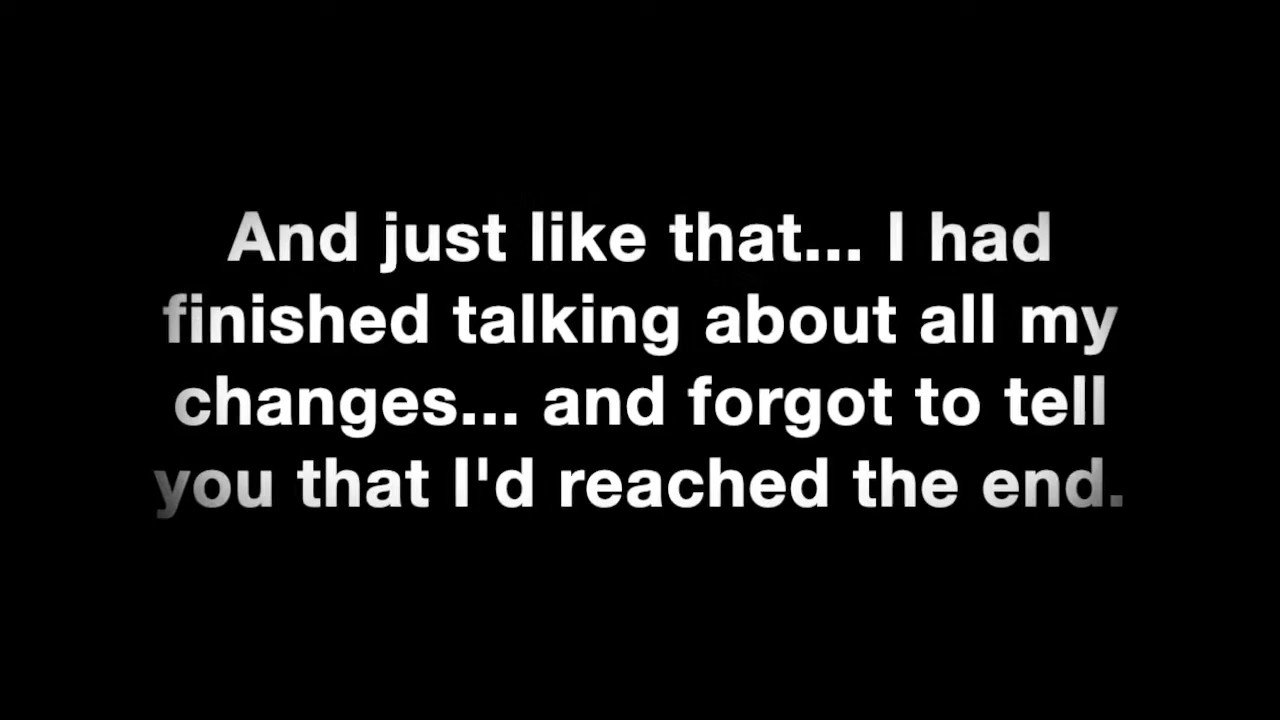 And just like that... I had
finished talking about all my
changes... and forgot to tell
you that I'd reached the end.